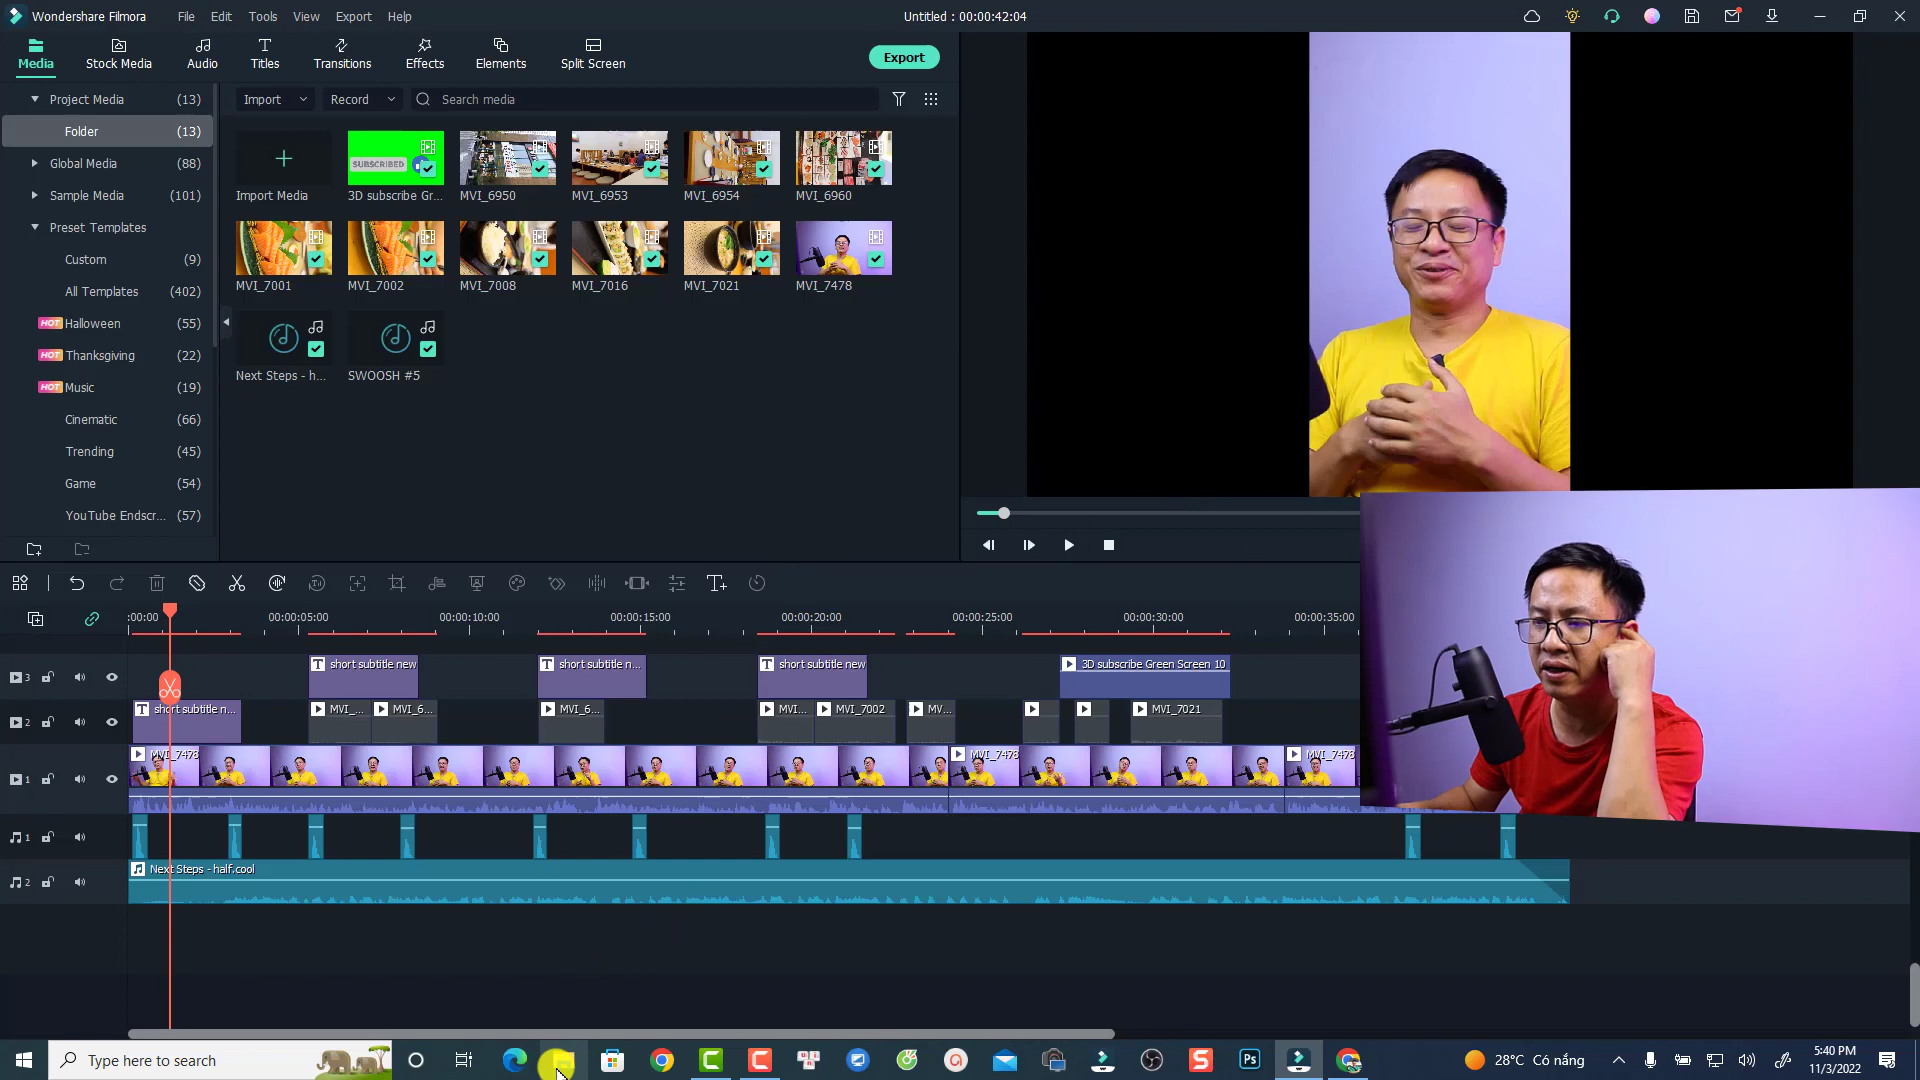 Wondershare Filmora
File
Edit
Tools
View
Export
Help
Untitled : 00:00:42:04
Media
Stock Media
Audio
Titles
Transitions
Effects
Elements
Split Screen
Export
Project Media (13)
Folder (13)
Global Media (88)
Sample Media (101)
Preset Templates
Custom (9)
All Templates (402)
HOT Halloween (55)
HOT Thanksgiving (22)
HOT Music (19)
Cinematic (66)
Trending (45)
Game (54)
YouTube Endscr... (57)
Import
Record
Search media
Import Media
SUBSCRIBED
3D subscribe Gr...
MVI_6950
MVI_6953
MVI_6954
MVI_6960
MVI_7001
MVI_7002
MVI_7008
MVI_7016
MVI_7021
MVI_7478
Next Steps - h...
SWOOSH #5
:00:00
00:00:05:00
00:00:10:00
00:00:15:00
00:00:20:00
00:00:25:00
00:00:30:00
00:00:35:00
3
T short subtitle new
T short subtitle n...
T short subtitle new
3D subscribe Green Screen 10
2
T short subtitle n...
MVI_...
MVI_6...
MVI_6...
MVI...
MVI_7002
MV...
MVI_7021
1
MVI_7478
MVI_7478
MVI_7478
1
2
Next Steps - half.cool
Type here to search
Ps
28°C Có nắng
5:40 PM
11/3/2022